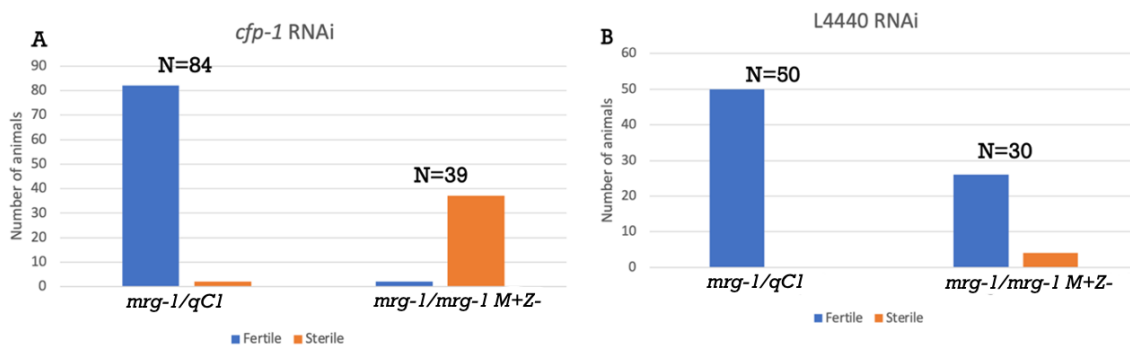 A
cfp-1 RNAi
Number of animals
90
80
70
60
50
40
30
20
10
0
N=84
N=39
mrg-1/qC1
mrg-1/mrg-1 M+Z-
Fertile
Sterile
B
L4440 RNAi
Number of animals
60
50
40
30
20
10
0
N=50
N=30
mrg-1/qC1
mrg-1/mrg-1 M+Z-
Fertile
Sterile